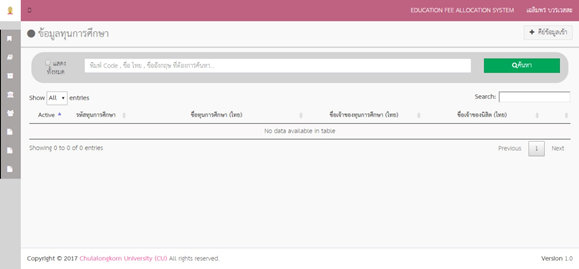 EDUCATION FEE ALLOCATION SYSTEM เฉลิมพร บวรเวสสะ
ข้อมูลทุนการศึกษา
คีย์ข้อมูลเข้า
แสดงทั้งหมด
พิมพ์ Code , ชื่อ ไทย , ชื่ออังกฤษ ที่ต้องการค้นหา...
ค้นหา
Show All entries
Search:
Active รหัสทุนการศึกษา ชื่อทุนการศึกษา (ไทย) ชื่อเจ้าของทุนการศึกษา (ไทย) ชื่อเจ้าของนิสิต (ไทย)
No data available in table
Showing 0 to 0 of 0 entries
Previous 1 Next
Copyright © 2017 Chulalongkorn University (CU) All rights reserved.
Version 1.0